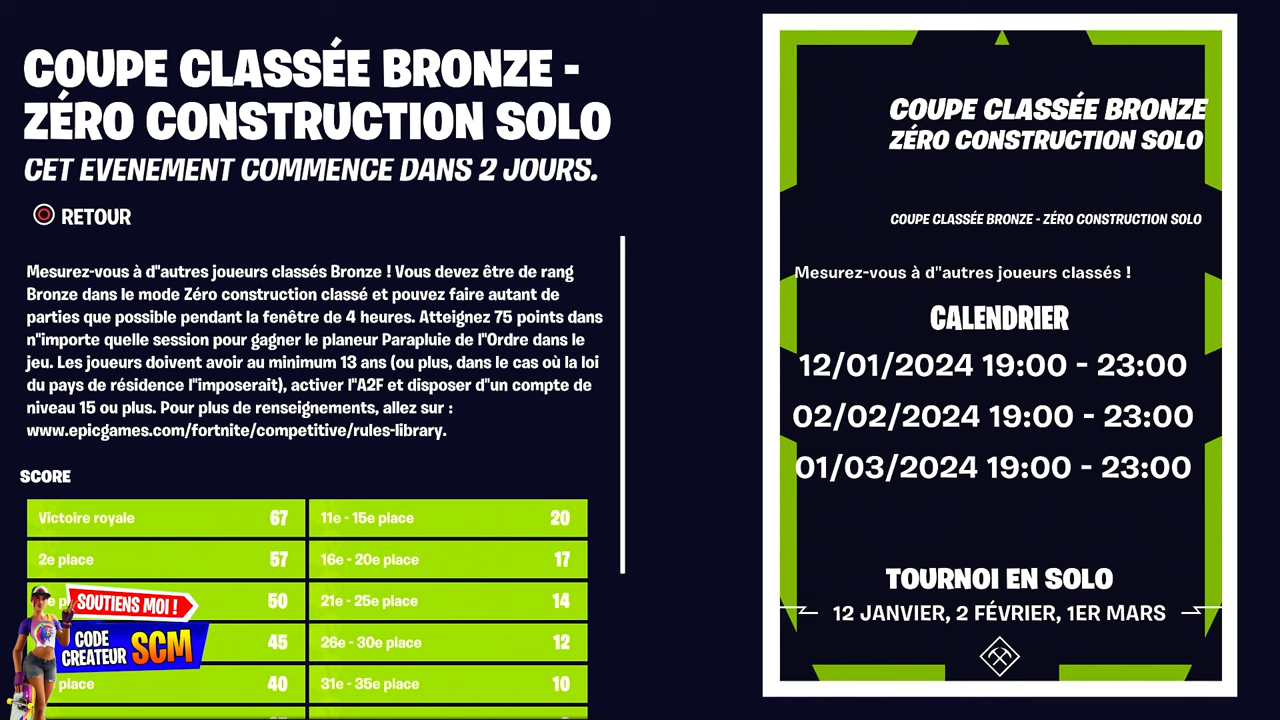 COUPE CLASSÉE BRONZE -
ZÉRO CONSTRUCTION SOLO
CET EVENEMENT COMMENCE DANS 2 JOURS.
RETOUR
Mesurez-vous à d"autres joueurs classés Bronze ! Vous devez être de rang
Bronze dans le mode Zéro construction classé et pouvez faire autant de
parties que possible pendant la fenêtre de 4 heures. Atteignez 75 points dans
n"importe quelle session pour gagner le planeur Parapluie de l"Ordre dans le
jeu. Les joueurs doivent avoir au minimum 13 ans (ou plus, dans le cas où la loi
du pays de résidence l"imposerait), activer l"A2F et disposer d"un compte de
niveau 15 ou plus. Pour plus de renseignements, allez sur :
www.epicgames.com/fortnite/competitive/rules-library.
SCORE
Victoire royale 67 11e - 15e place 20
2e place 57 16e - 20e place 17
50 21e - 25e place 14
45 26e - 30e place 12
place 40 31e - 35e place 10
SOUTIENS MOI !
CODE
CREATEUR SCM
COUPE CLASSÉE BRONZE
ZÉRO CONSTRUCTION SOLO
COUPE CLASSÉE BRONZE - ZÉRO CONSTRUCTION SOLO
Mesurez-vous à d"autres joueurs classés !
CALENDRIER
12/01/2024 19:00 - 23:00
02/02/2024 19:00 - 23:00
01/03/2024 19:00 - 23:00
TOURNOI EN SOLO
12 JANVIER, 2 FÉVRIER, 1ER MARS